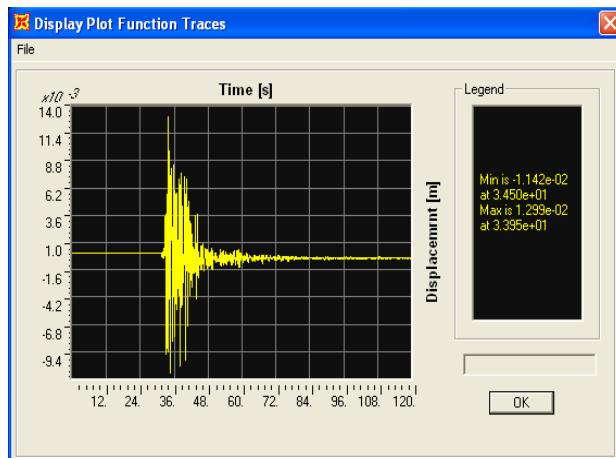 Display Plot Function Traces
File
x10 -3
Time [s]
Legend
14.0
11.4
8.8
6.2
3.6
1.0
-1.6
-4.2
-6.8
-9.4
Displacemrnt [m]
Min is -1.142e-02
at 3.450e+01
Max is 1.299e-02
at 3.395e+01
12. 24. 36. 48. 60. 72. 84. 96. 108. 120.
OK